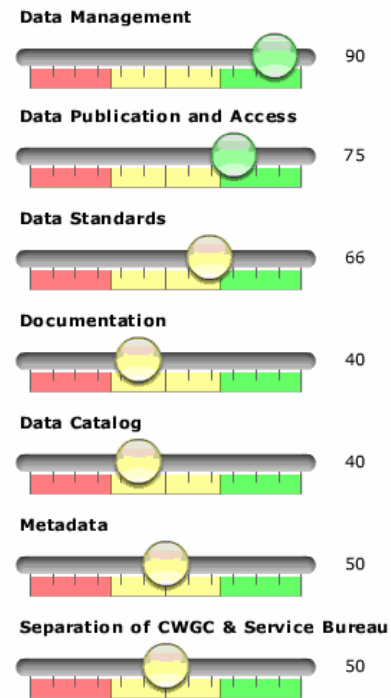 Data Management
90
Data Publication and Access
75
Data Standards
66
Documentation
40
Data Catalog
40
Metadata
50
Separation of CWGC & Service Bureau
50